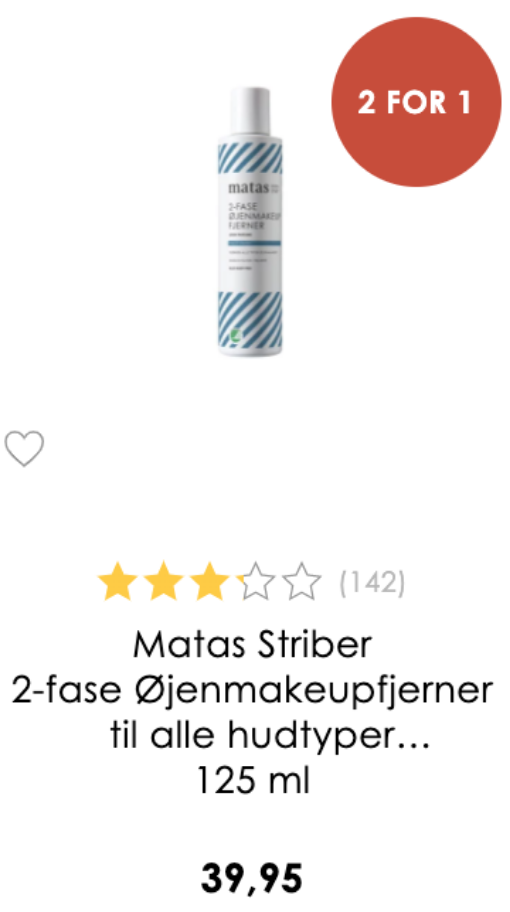 2 FOR 1
matas
2-FASE
ØJENMAKEUP
FJERNER
(142)
Matas Striber
2-fase Øjenmakeupfjerner
til alle hudtyper...
125 ml
39,95